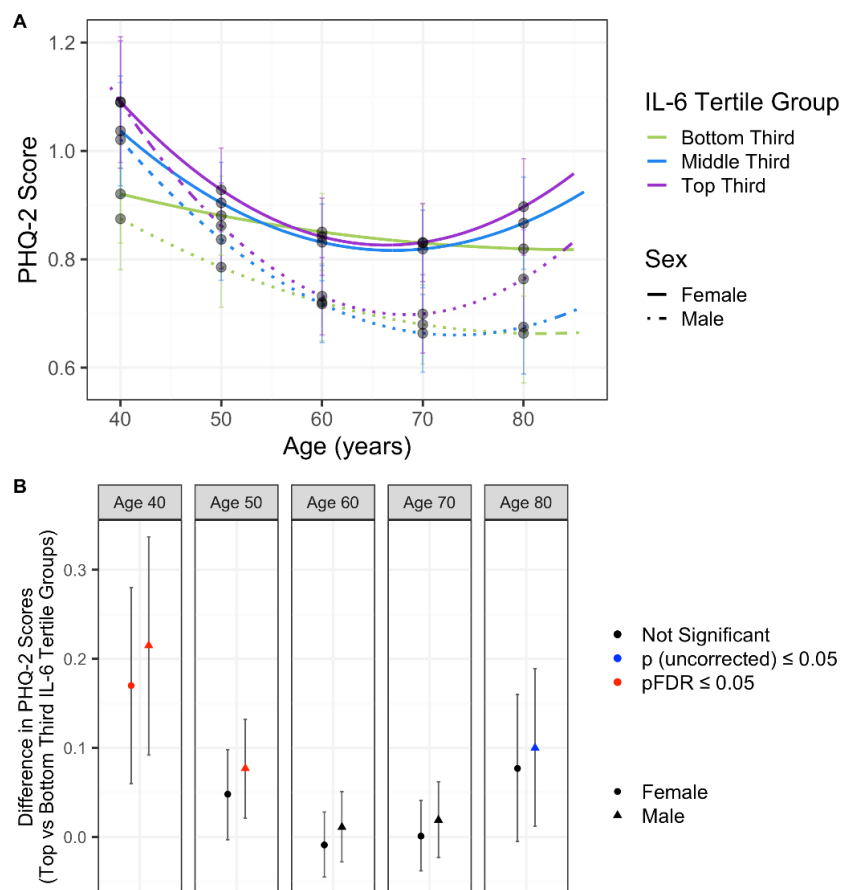 A
PHQ-2 Score
1.2
1.0
0.8
0.6
40 50 60 70 80
Age (years)
IL-6 Tertile Group
Bottom Third
Middle Third
Top Third
Sex
Female
Male
B
Age 40 Age 50 Age 60 Age 70 Age 80
Difference in PHQ-2 Scores
(Top vs Bottom Third IL-6 Tertile Groups)
0.3
0.2
0.1
0.0
Not Significant
p (uncorrected) ≤ 0.05
pFDR ≤ 0.05
Female
Male